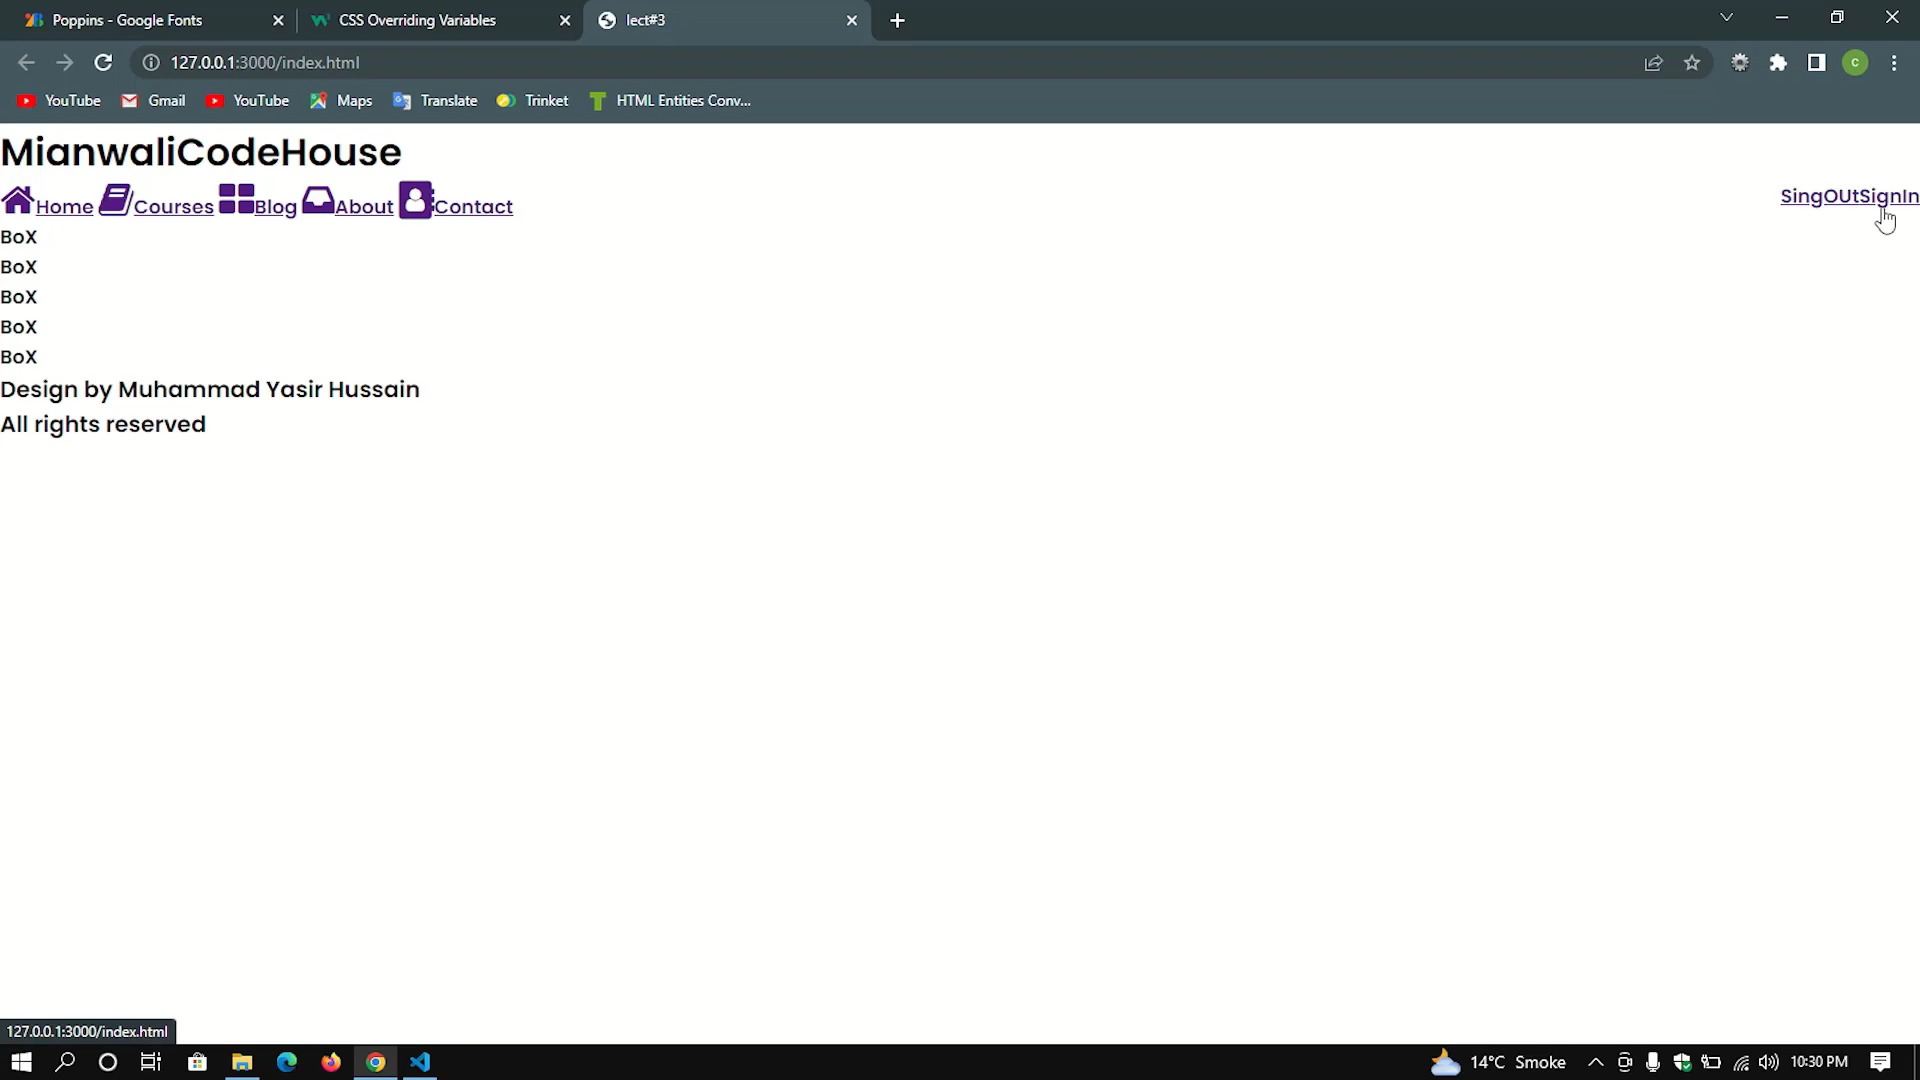 Poppins - Google Fonts
CSS Overriding Variables
lect#3
127.0.0.1:3000/index.html
C
YouTube
Gmail
YouTube
Maps
Translate
Trinket
HTML Entities Conv...
MianwaliCodeHouse
Home Courses Blog About Contact
SingOUtSignIn
BoX
BoX
BoX
BoX
BoX
Design by Muhammad Yasir Hussain
All rights reserved
127.0.0.1:3000/index.html
14°C Smoke
10:30 PM